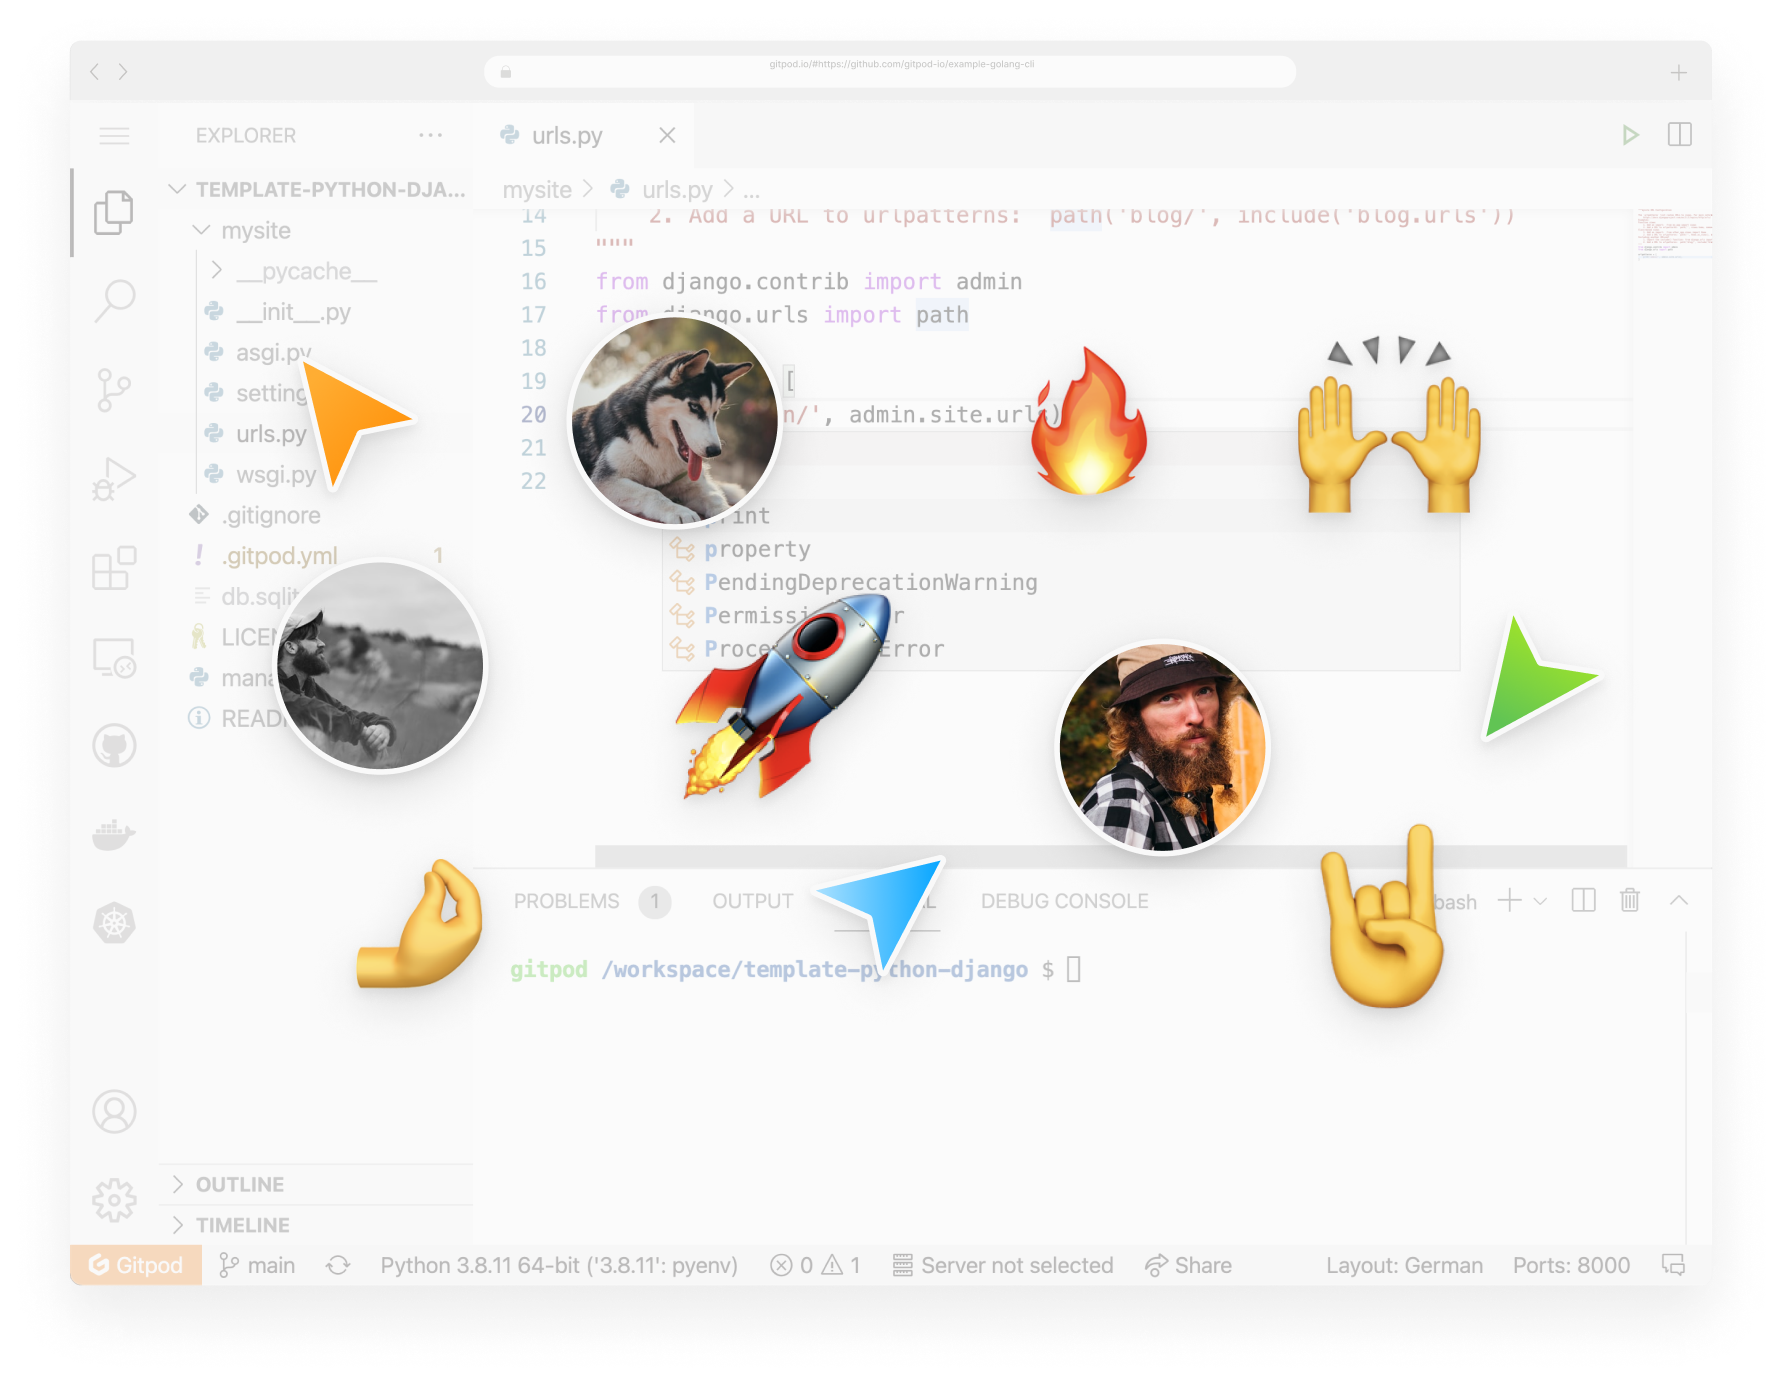 gitpod.io/#https://github.com/gitpod-io/example-golang-cli
EXPLORER
TEMPLATE-PYTHON-DJA...
mysite
__pycache__
__init__.py
asgi.py
setting
urls.py
wsgi.py
.gitignore
! .gitpod.yml 1
db.sqlit
LICEN
mana
READ
OUTLINE
TIMELINE
urls.py
mysite > urls.py > ...
14 2. Add a URL to urlpatterns: path('blog/', include('blog.urls'))
15 """
16 from django.contrib import admin
17 from django.urls import path
18
19 [
20 n/', admin.site.urls)
21
22
print
property
PendingDeprecationWarning
Permissi r
Proce Error
PROBLEMS 1 OUTPUT L DEBUG CONSOLE bash
gitpod /workspace/template-python-django $
Gitpod main Python 3.8.11 64-bit ('3.8.11': pyenv) 0 1 Server not selected Share Layout: German Ports: 8000